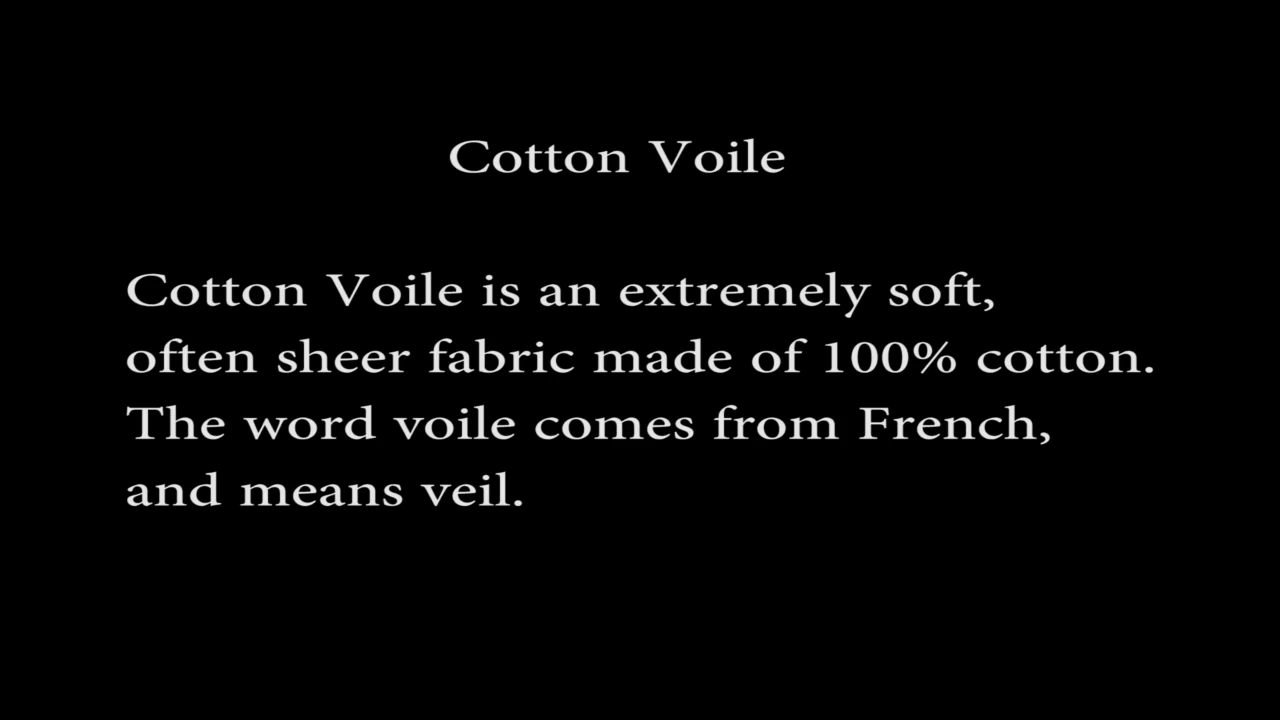 Cotton Voile
Cotton Voile is an extremely soft,
often sheer fabric made of 100% cotton.
The word voile comes from French,
and means veil.